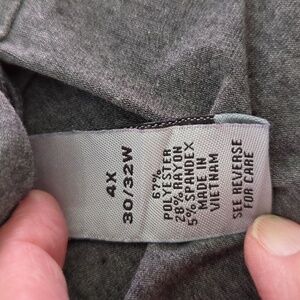 4X
30/32W
67%
POLYESTER
28% RAYON
5% SPANDEX
MADE IN
VIETNAM
SEE REVERSE
FOR CARE